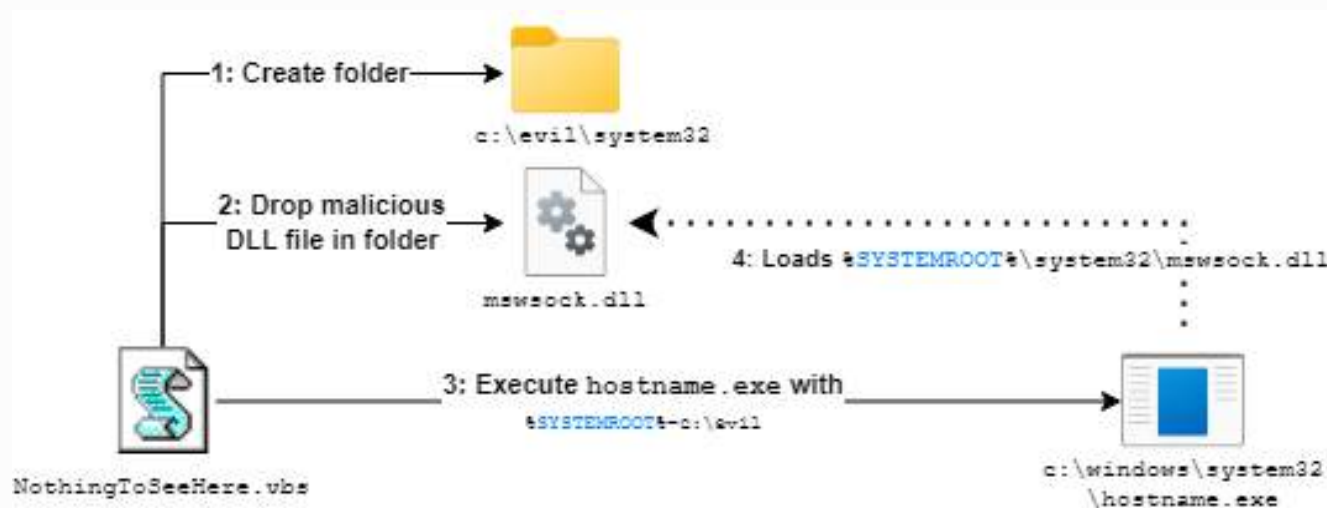 1: Create folder
c:\evil\system32
2: Drop malicious
DLL file in folder
mswsock.dll
4: Loads %SYSTEMROOT%\system32\mswsock.dll
3: Execute hostname.exe with
%SYSTEMROOT%=c:\evil
NothingToSeeHere.vbs
c:\windows\system32
\hostname.exe